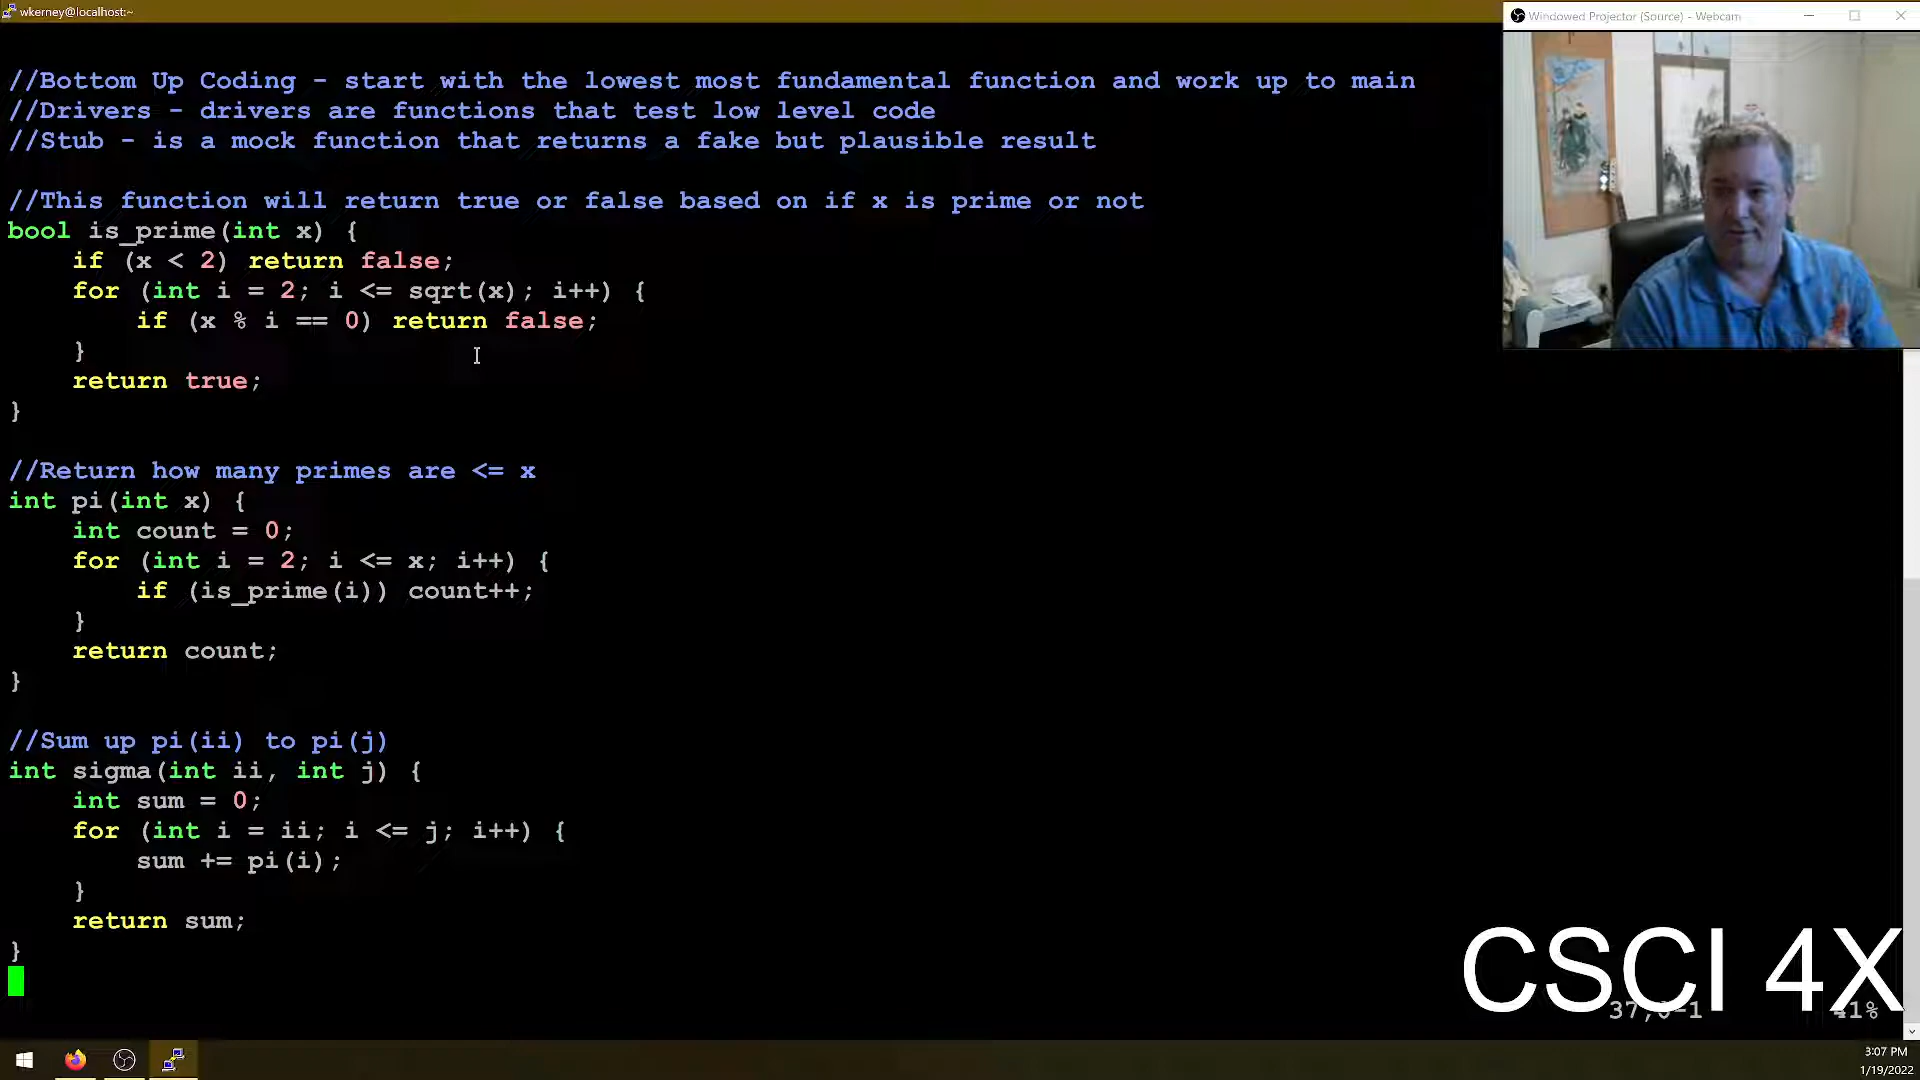 wkerney@localhost:~
Windowed Projector (Source) - Webcam
//Bottom Up Coding - start with the lowest most fundamental function and work up to main
//Drivers - drivers are functions that test low level code
//Stub - is a mock function that returns a fake but plausible result
//This function will return true or false based on if x is prime or not
bool is_prime(int x) {
if (x < 2) return false;
for (int i = 2; i <= sqrt(x); i++) {
if (x % i == 0) return false;
}
return true;
}
//Return how many primes are <= x
int pi(int x) {
int count = 0;
for (int i = 2; i <= x; i++) {
if (is_prime(i)) count++;
}
return count;
}
//Sum up pi(ii) to pi(j)
int sigma(int ii, int j) {
int sum = 0;
for (int i = ii; i <= j; i++) {
sum += pi(i);
}
return sum;
}
CSCI 4X
3:07 PM
1/19/2022